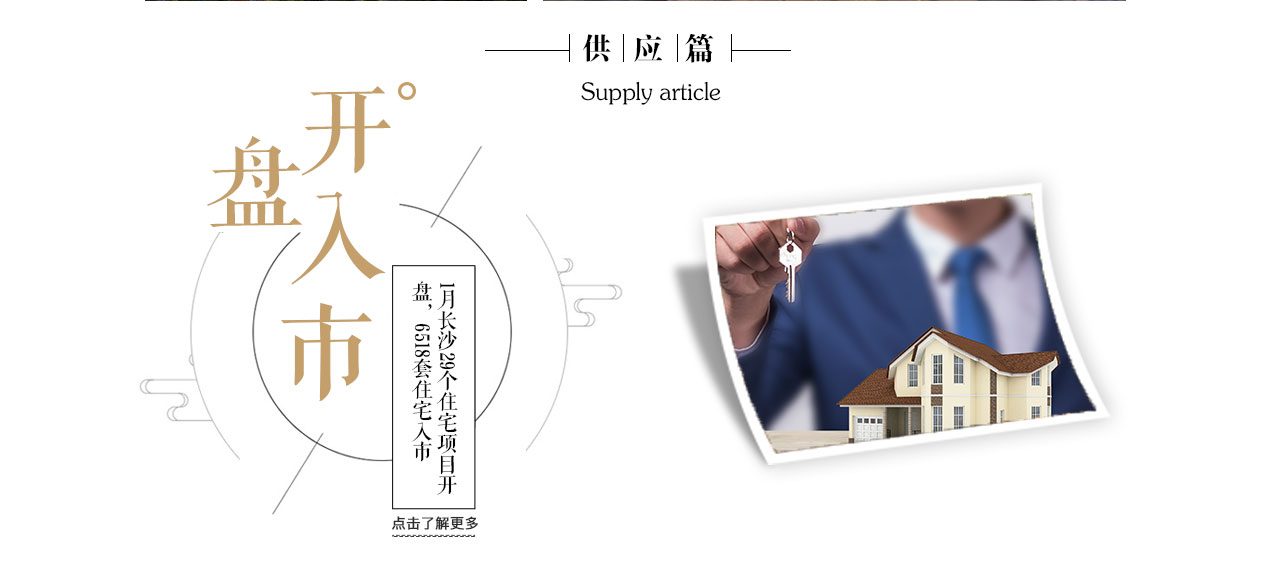 供应篇
Supply article
开盘
入市
1月长沙29个住宅项目开
盘，6518套住宅入市
点击了解更多